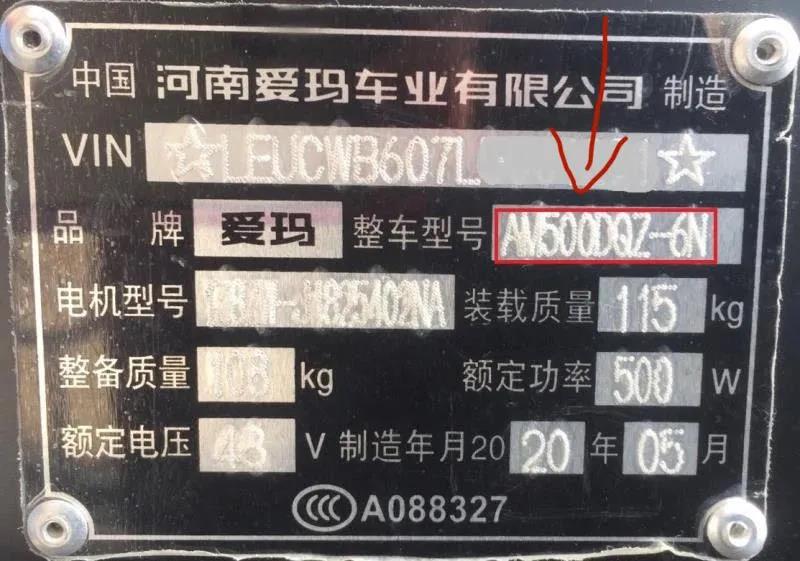 中国 河南爱玛车业有限公司 制造
VIN ☆LEUCWB607L ☆
品牌 爱玛 整车型号 AM500DQZ-6N
电机型号 装载质量 115 kg
整备质量 103 kg 额定功率 500 W
额定电压 48 V 制造年月20 20 年 05 月
CCC A088327